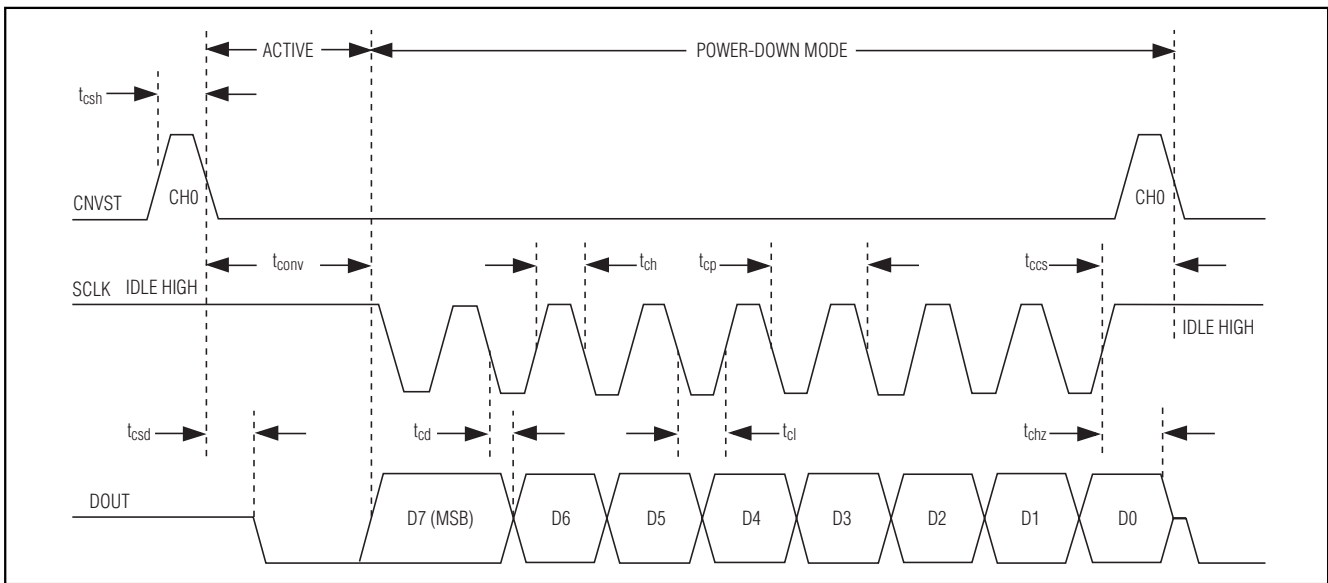 ACTIVE POWER-DOWN MODE
tcsh
CNVST CH0 CH0
tconv tch tcp tccs
SCLK IDLE HIGH
IDLE HIGH
tcsd tcd tcl tchz
DOUT D7 (MSB) D6 D5 D4 D3 D2 D1 D0